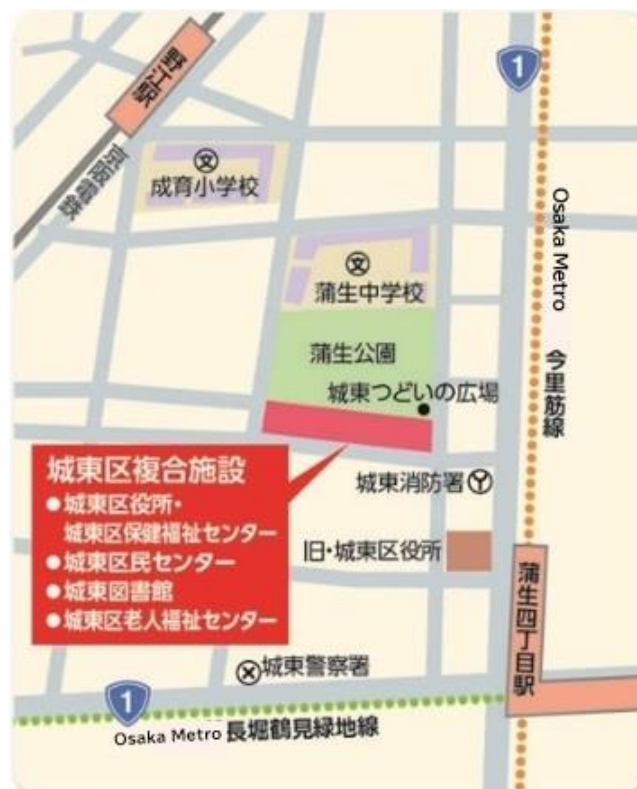 1
野江駅
京阪電鉄
成育小学校
蒲生中学校
Osaka Metro
今里筋線
蒲生公園
城東つどいの広場
城東区複合施設
●城東区役所・
城東区保健福祉センター
●城東区民センター
●城東図書館
●城東区老人福祉センター
城東消防署
旧・城東区役所
蒲生四丁目駅
城東警察署
1
Osaka Metro 長堀鶴見緑地線